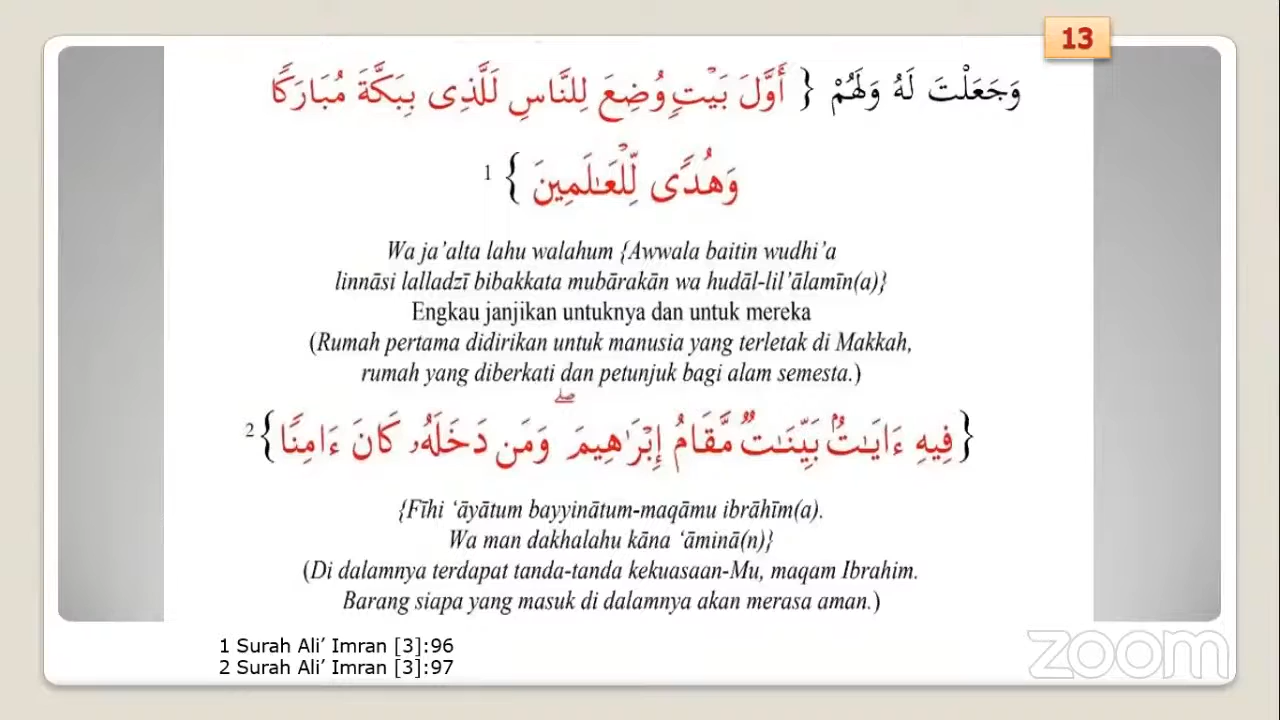 13
وَجَعَلْتَ لَهُ وَلَهُمْ { أَوَّلَ بَيْتٍ وُضِعَ لِلنَّاسِ لَلَّذِى بِبَكَّةَ مُبَارَكًا
وَهُدًى لِّلْعَـٰلَمِينَ } 1
Wa ja’alta lahu walahum {Awwala baitin wudhi’a
linnāsi lalladzī bibakkata mubārakān wa hudāl-lil’ālamīn(a)}
Engkau janjikan untuknya dan untuk mereka
(Rumah pertama didirikan untuk manusia yang terletak di Makkah,
rumah yang diberkati dan petunjuk bagi alam semesta.)
{فِيهِ ءَايَـٰتٌۢ بَيِّنَـٰتٌ مَّقَامُ إِبْرَٰهِيمَ ۖ وَمَن دَخَلَهُۥ كَانَ ءَامِنًا} 2
{Fīhi ‘āyātum bayyinātum-maqāmu ibrāhīm(a).
Wa man dakhalahu kāna ‘āminā(n)}
(Di dalamnya terdapat tanda-tanda kekuasaan-Mu, maqam Ibrahim.
Barang siapa yang masuk di dalamnya akan merasa aman.)
1 Surah Ali’ Imran [3]:96
2 Surah Ali’ Imran [3]:97
zoom